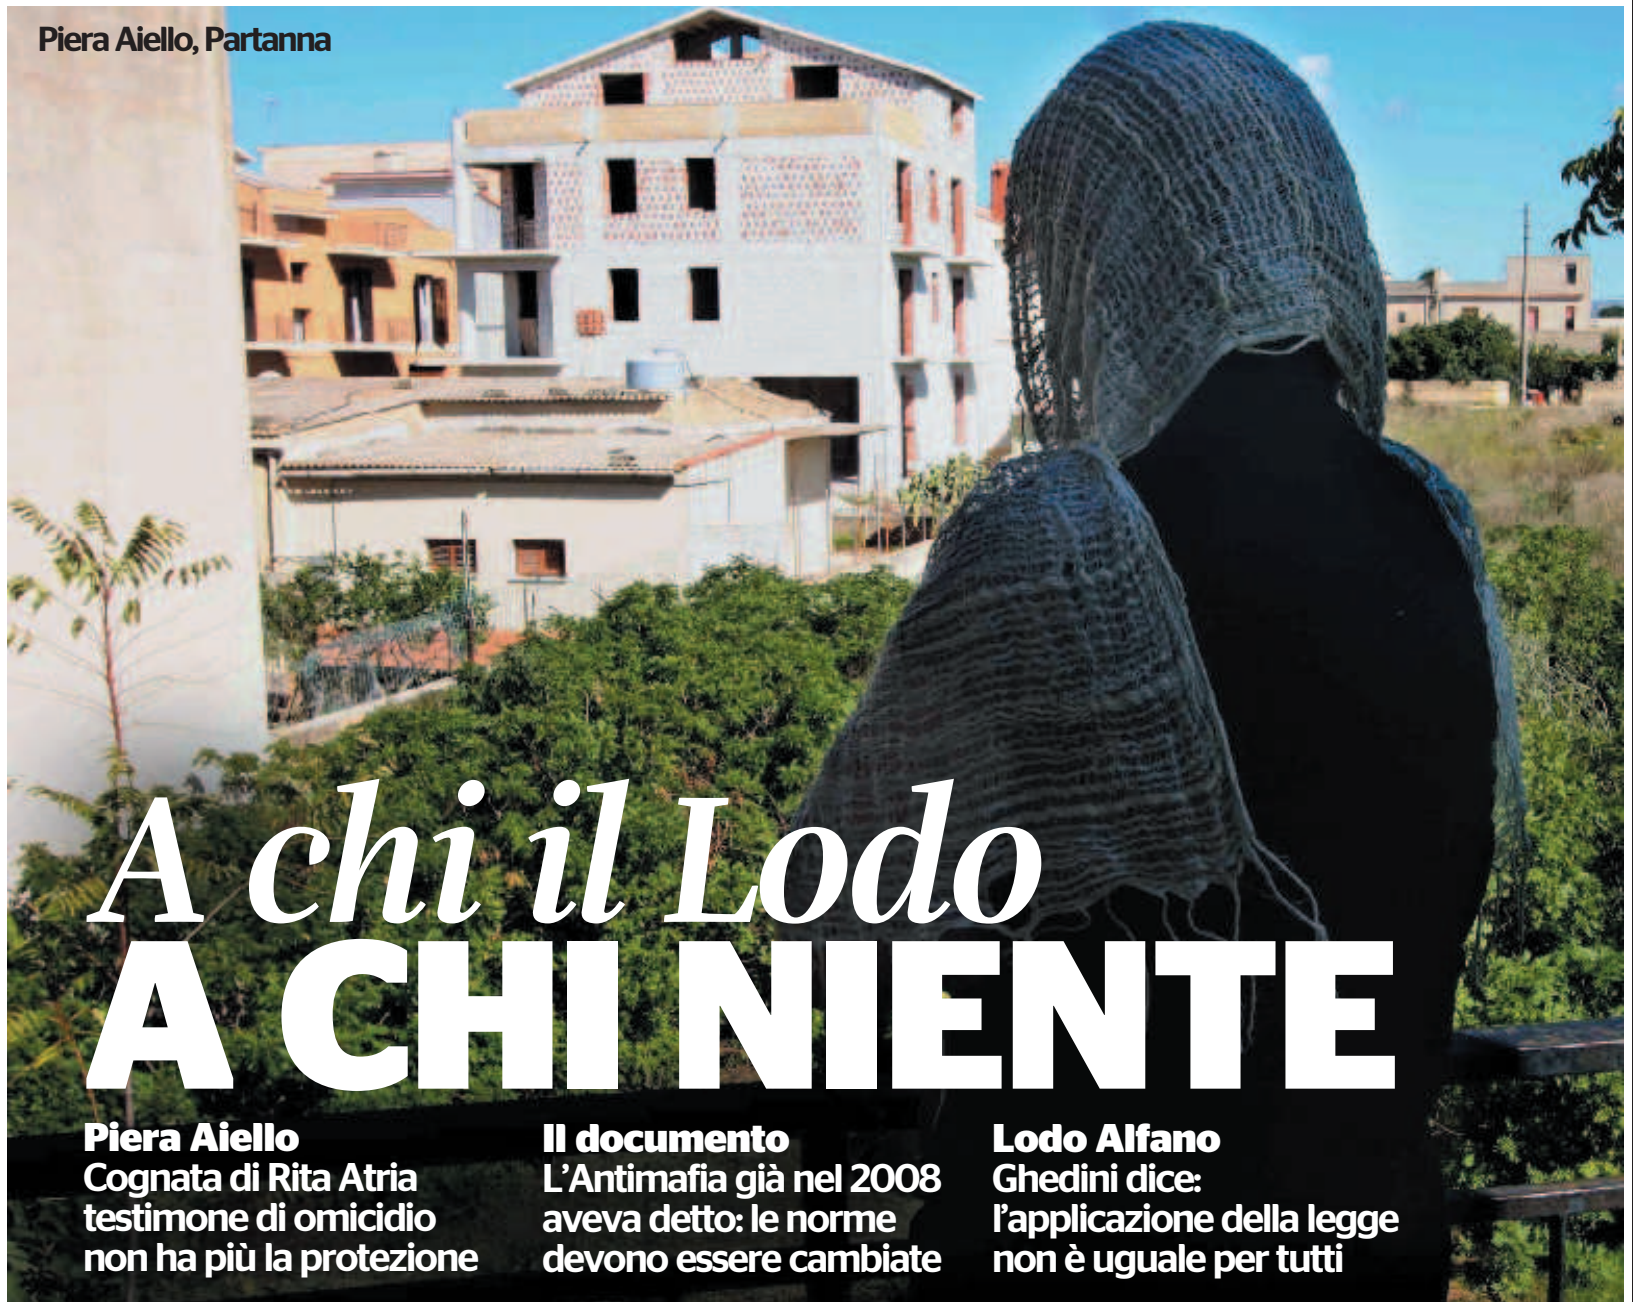 Piera Aiello, Partanna
A chi il Lodo
A CHI NIENTE
Piera Aiello
Cognata di Rita Atria
testimone di omicidio
non ha più la protezione
Il documento
L'Antimafia già nel 2008
aveva detto: le norme
devono essere cambiate
Lodo Alfano
Ghedini dice:
l'applicazione della legge
non è uguale per tutti